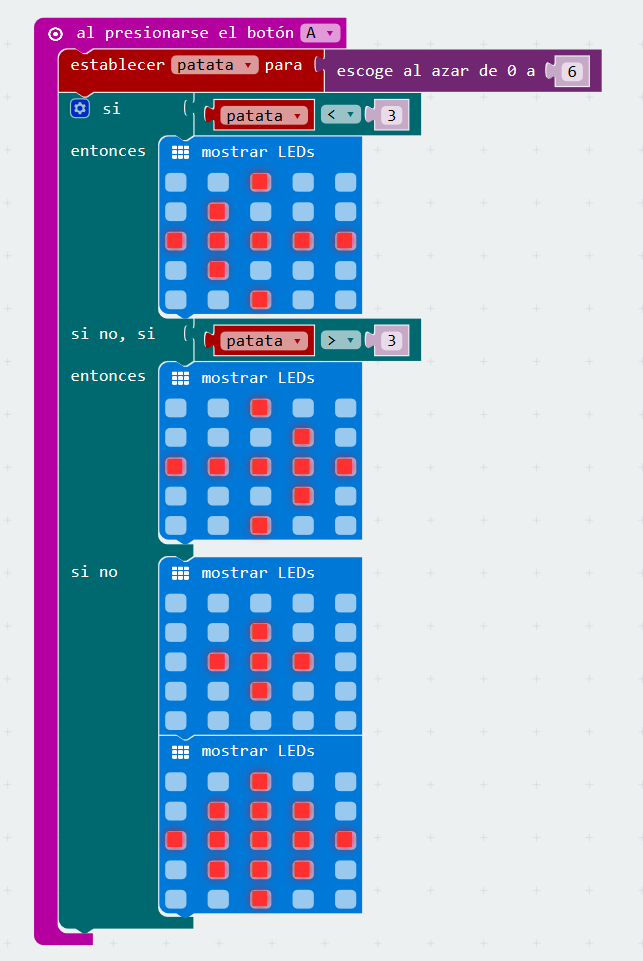 al presionarse el botón A
establecer patata para escoge al azar de 0 a 6
si patata < 3
entonces mostrar LEDs
si no, si patata > 3
entonces mostrar LEDs
si no mostrar LEDs
mostrar LEDs